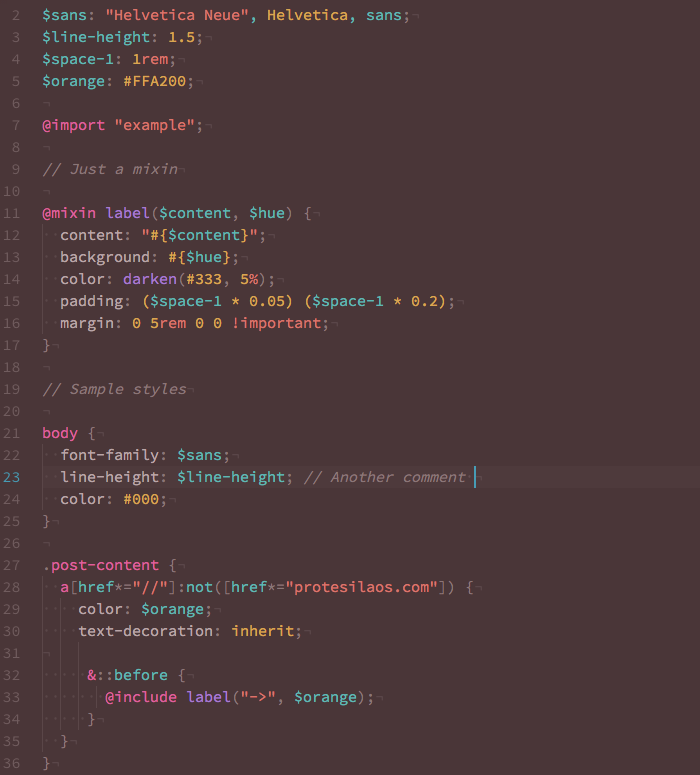 2 $sans: "Helvetica Neue", Helvetica, sans;¬
3 $line-height: 1.5;¬
4 $space-1: 1rem;¬
5 $orange: #FFA200;¬
6 ¬
7 @import "example";¬
8 ¬
9 // Just a mixin¬
10 ¬
11 @mixin label($content, $hue) {¬
12 ··content: "#{$content}";¬
13 ··background: #{$hue};¬
14 ··color: darken(#333, 5%);¬
15 ··padding: ($space-1 * 0.05) ($space-1 * 0.2);¬
16 ··margin: 0 5rem 0 0 !important;¬
17 }¬
18 ¬
19 // Sample styles¬
20 ¬
21 body {¬
22 ··font-family: $sans;¬
23 ··line-height: $line-height; // Another comment·¬
24 ··color: #000;¬
25 }¬
26 ¬
27 .post-content {¬
28 ··a[href*="//"]:not([href*="protesilaos.com"]) {¬
29 ····color: $orange;¬
30 ····text-decoration: inherit;¬
31 ¬
32 ·····&::before {¬
33 ·······@include label("->", $orange);¬
34 ·····}¬
35 ··}¬
36 }¬